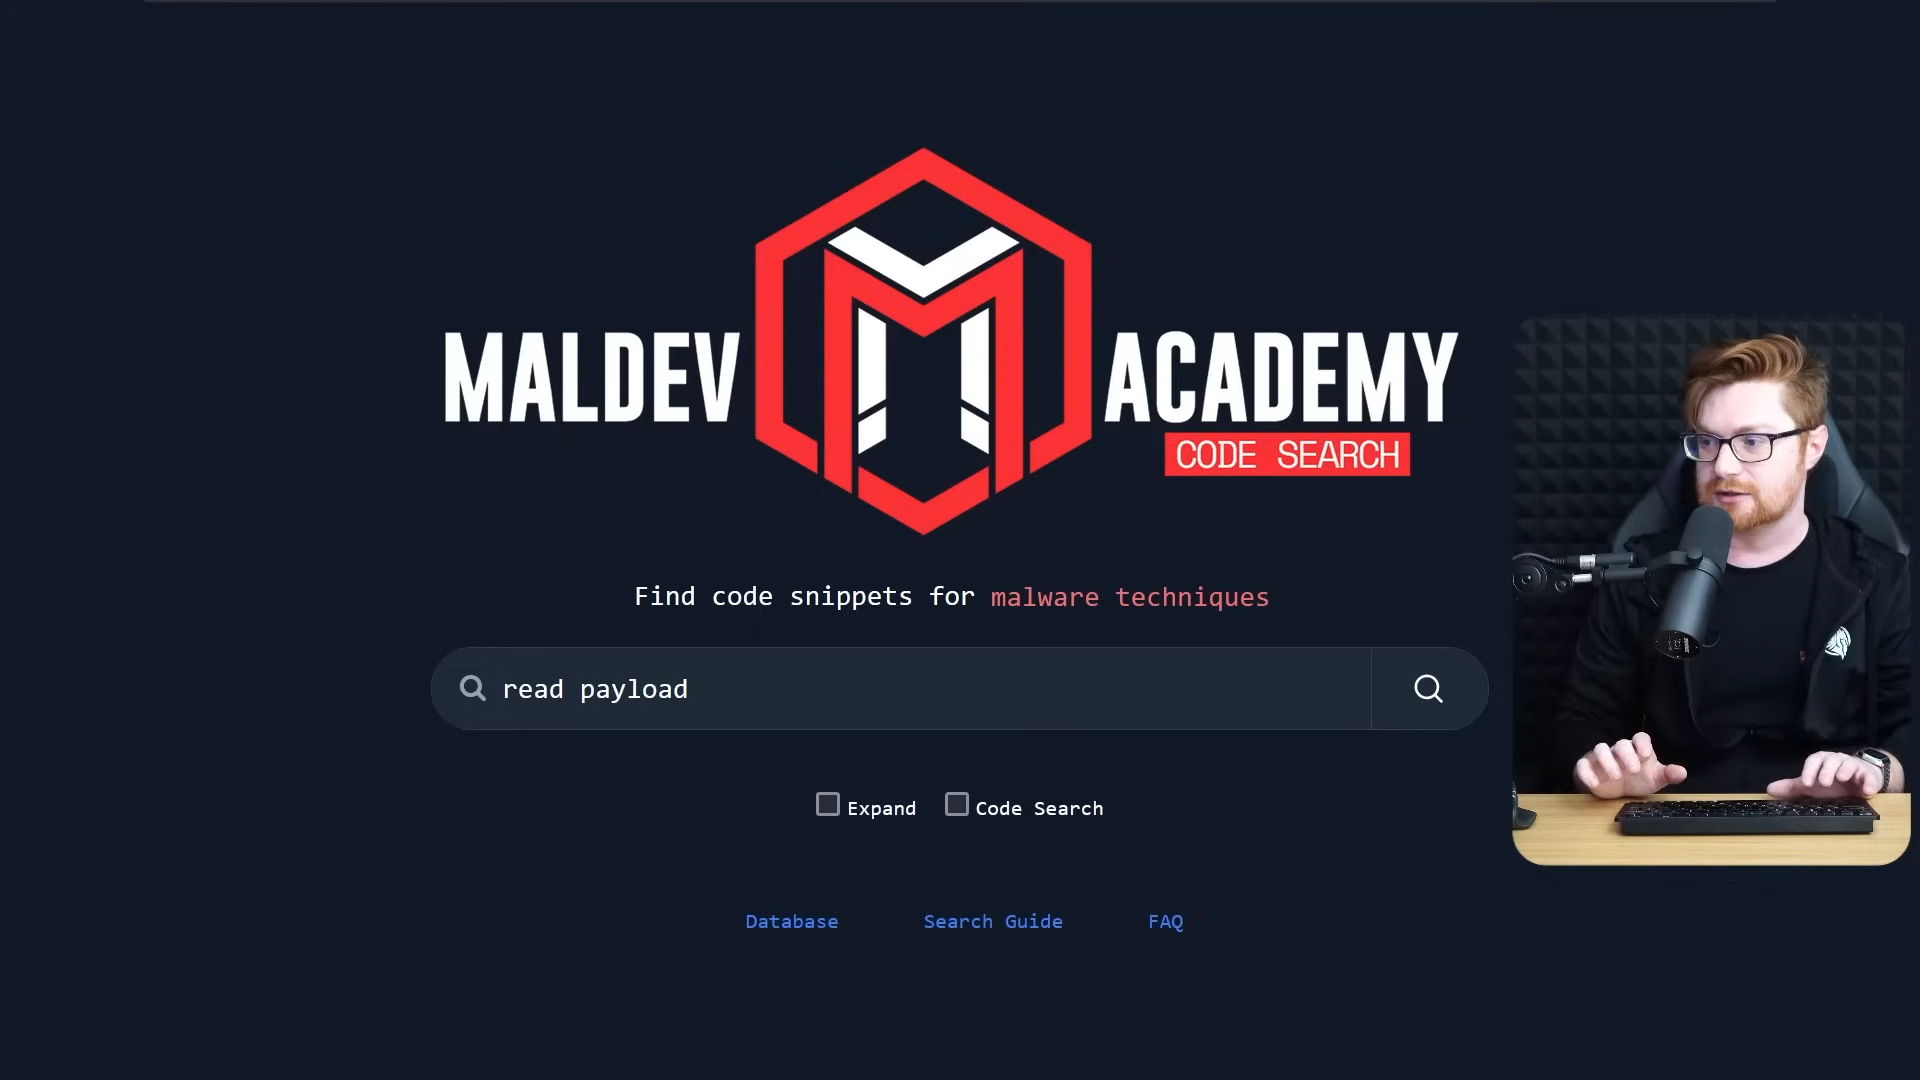 MALDEV ACADEMY
CODE SEARCH
Find code snippets for malware techniques
read payload
Expand Code Search
Database Search Guide FAQ